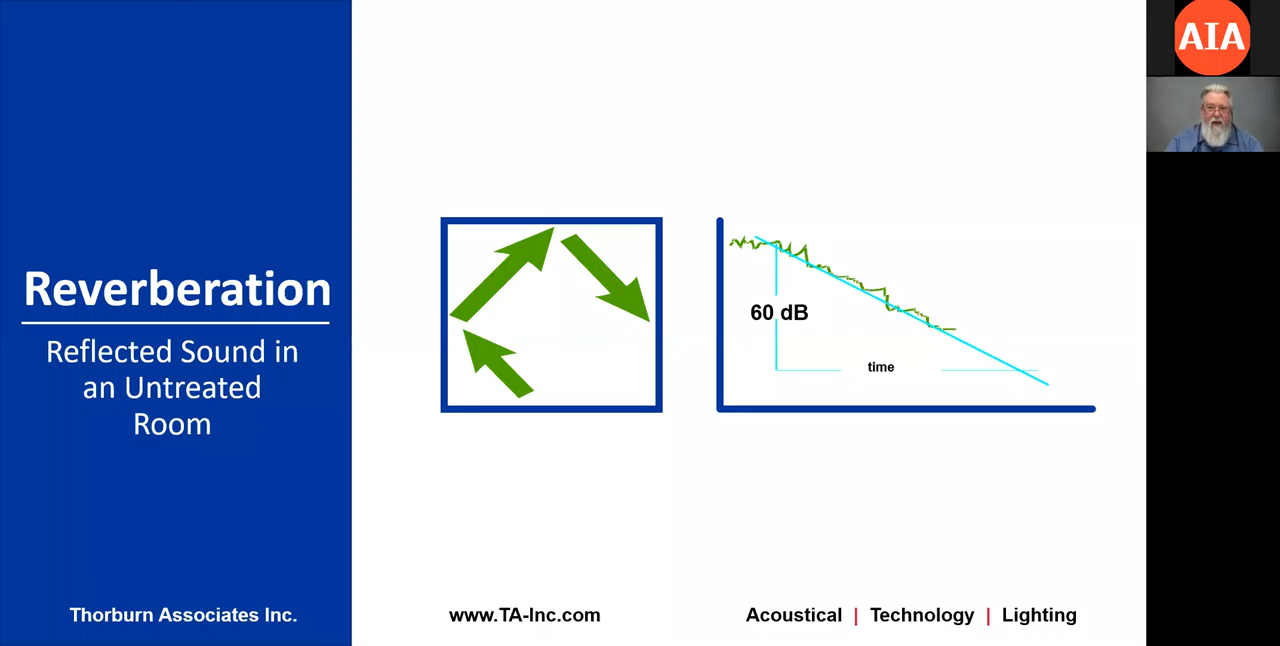 Reverberation
Reflected Sound in
an Untreated
Room
60 dB
time
Thorburn Associates Inc.
www.TA-Inc.com
Acoustical | Technology | Lighting
AIA